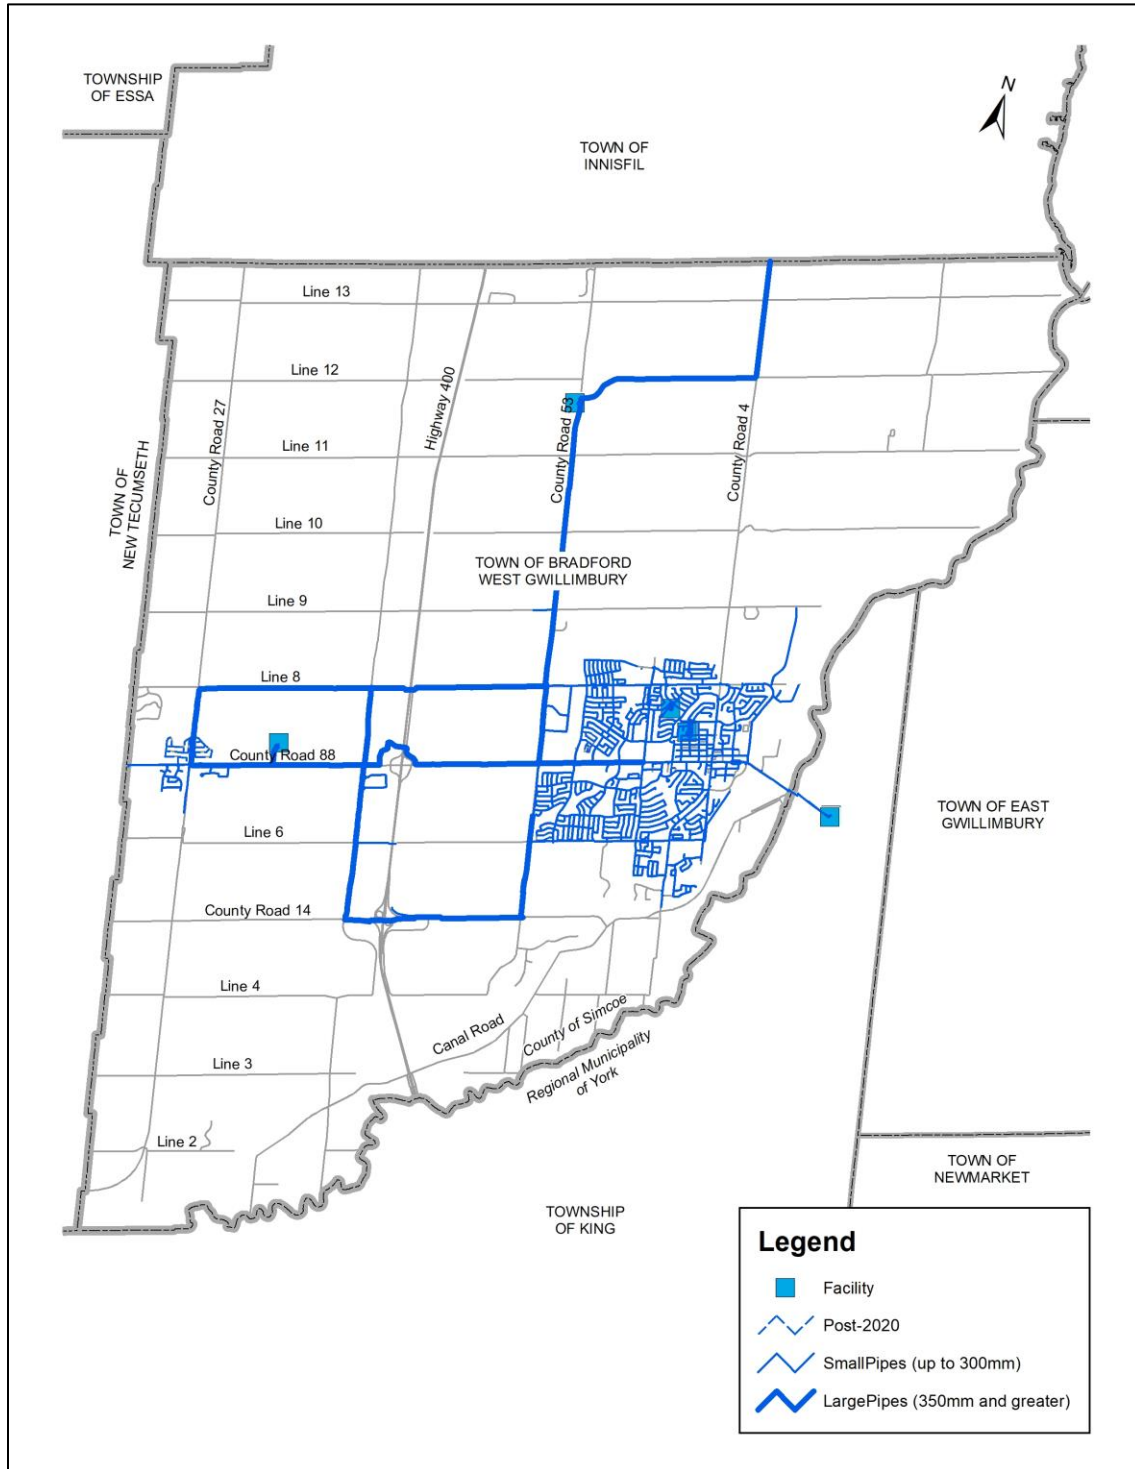 TOWNSHIP
OF ESSA
N
TOWN OF
INNISFIL
Line 13
Line 12
Highway 400
County Road 53
County Road 27
County Road 4
Line 11
TOWN OF
NEW TECUMSETH
Line 10
TOWN OF BRADFORD
WEST GWILLIMBURY
Line 9
Line 8
County Road 88
TOWN OF EAST
GWILLIMBURY
Line 6
County Road 14
Line 4
Canal Road
County of Simcoe
Regional Municipality
of York
Line 3
Line 2
TOWN OF
NEWMARKET
TOWNSHIP
OF KING
Legend
Facility
Post-2020
SmallPipes (up to 300mm)
LargePipes (350mm and greater)